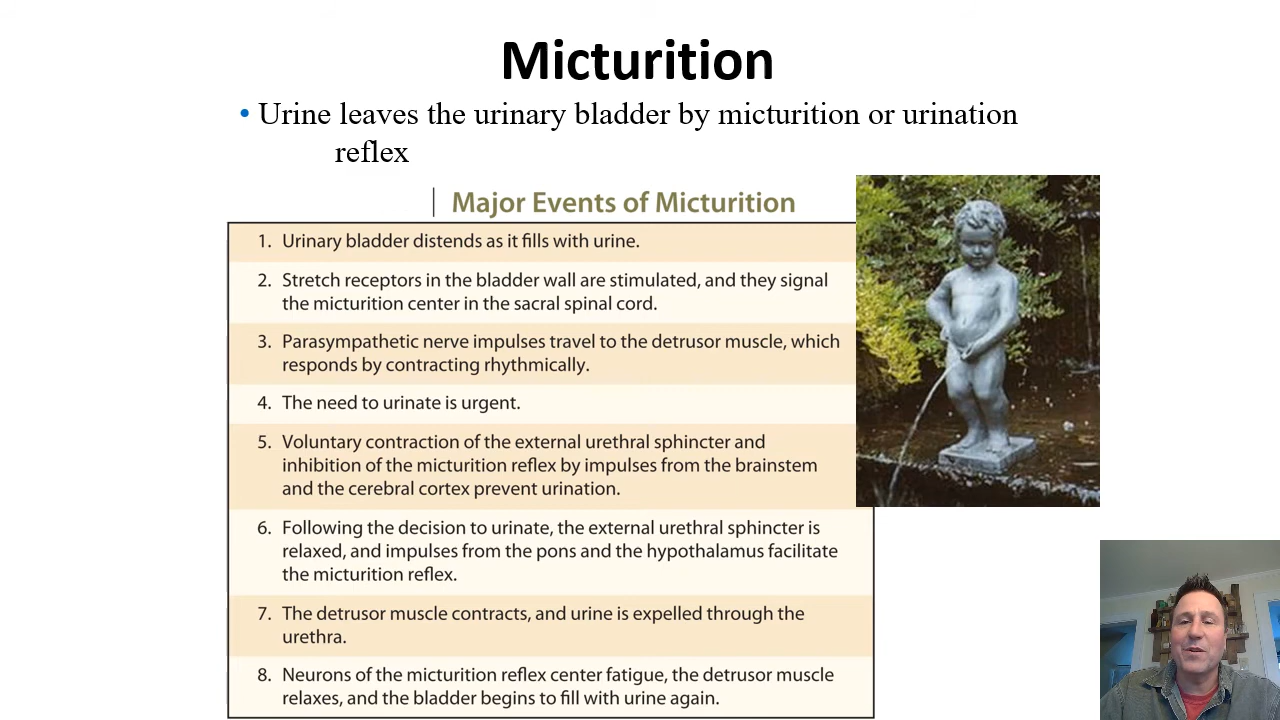 Micturition
• Urine leaves the urinary bladder by micturition or urination
reflex
Major Events of Micturition
1. Urinary bladder distends as it fills with urine.
2. Stretch receptors in the bladder wall are stimulated, and they signal
the micturition center in the sacral spinal cord.
3. Parasympathetic nerve impulses travel to the detrusor muscle, which
responds by contracting rhythmically.
4. The need to urinate is urgent.
5. Voluntary contraction of the external urethral sphincter and
inhibition of the micturition reflex by impulses from the brainstem
and the cerebral cortex prevent urination.
6. Following the decision to urinate, the external urethral sphincter is
relaxed, and impulses from the pons and the hypothalamus facilitate
the micturition reflex.
7. The detrusor muscle contracts, and urine is expelled through the
urethra.
8. Neurons of the micturition reflex center fatigue, the detrusor muscle
relaxes, and the bladder begins to fill with urine again.